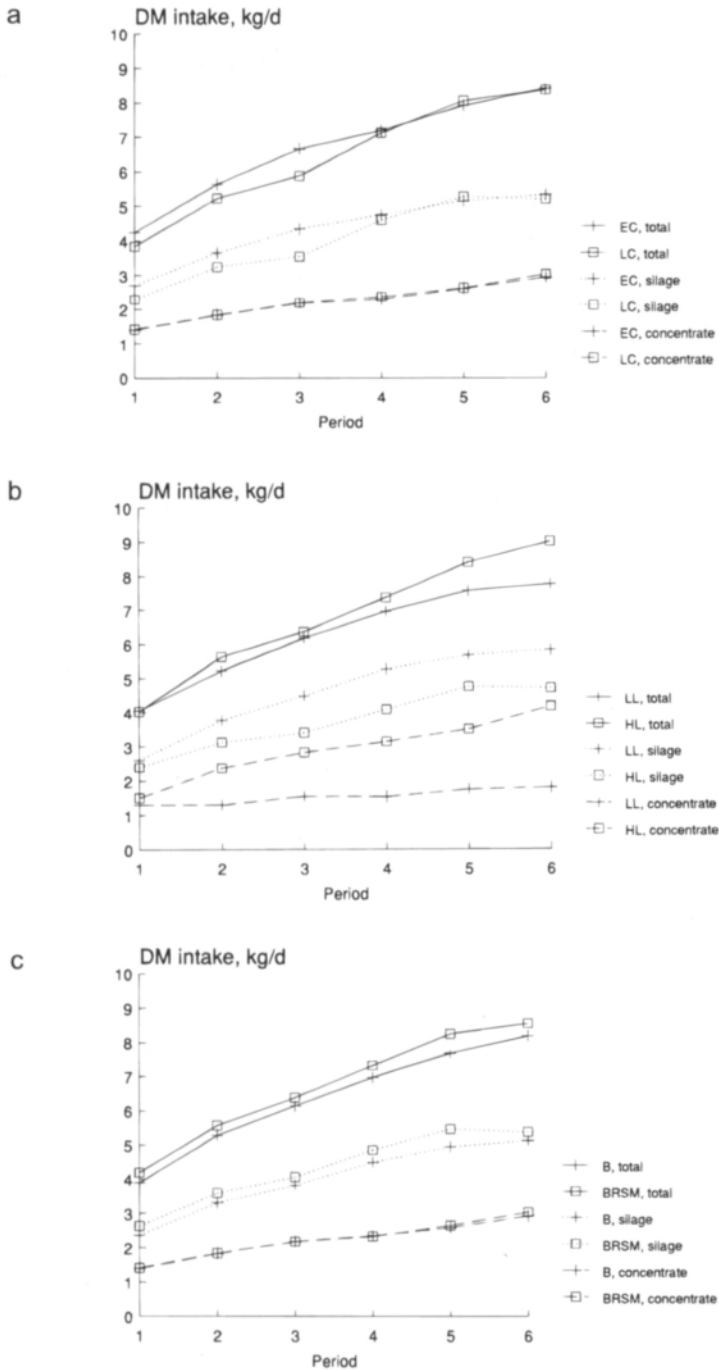 a
DM intake, kg/d
10
9
8
7
6
5
4
3
2
1
0
1 2 3 4 5 6
Period
EC, total
LC, total
EC, silage
LC, silage
EC, concentrate
LC, concentrate
b
DM intake, kg/d
10
9
8
7
6
5
4
3
2
1
0
1 2 3 4 5 6
Period
LL, total
HL, total
LL, silage
HL, silage
LL, concentrate
HL, concentrate
c
DM intake, kg/d
10
9
8
7
6
5
4
3
2
1
0
1 2 3 4 5 6
Period
B, total
BRSM, total
B, silage
BRSM, silage
B, concentrate
BRSM, concentrate